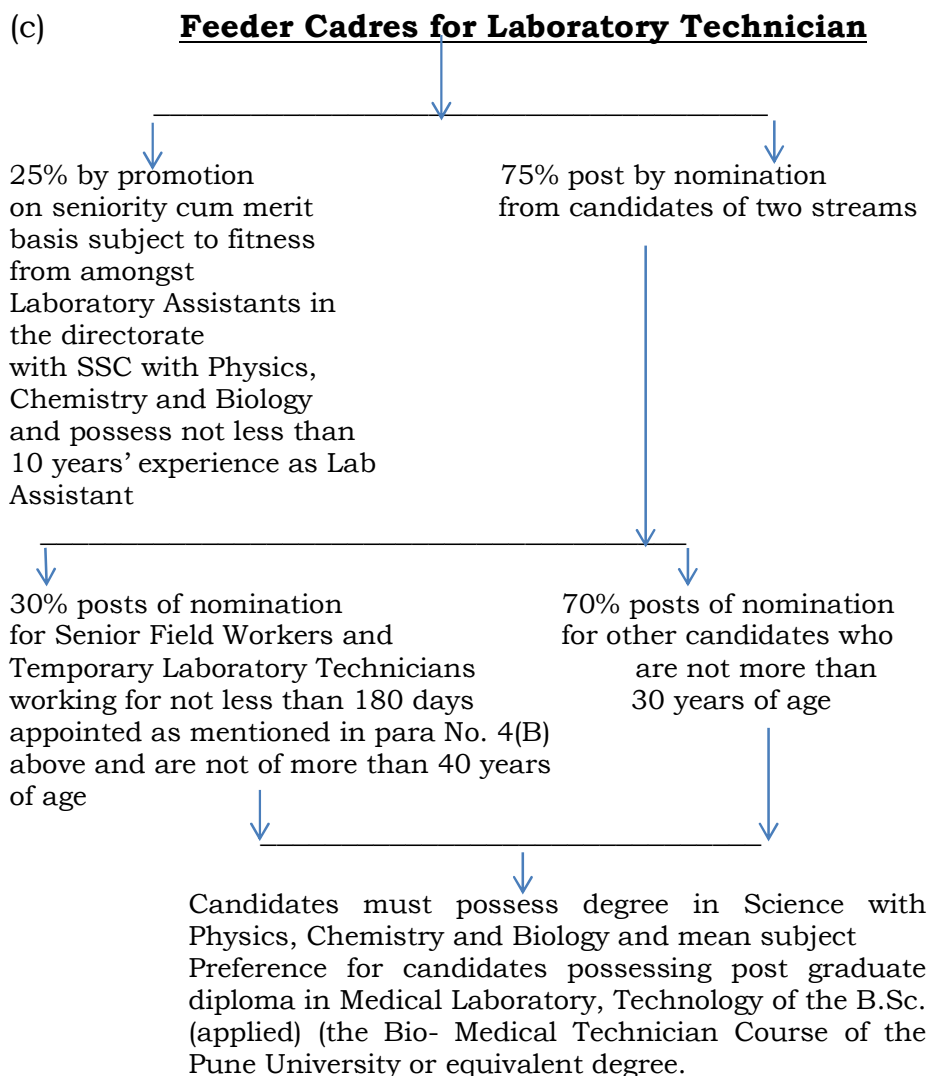 (c) Feeder Cadres for Laboratory Technician
25% by promotion
on seniority cum merit
basis subject to fitness
from amongst
Laboratory Assistants in
the directorate
with SSC with Physics,
Chemistry and Biology
and possess not less than
10 years’ experience as Lab
Assistant
75% post by nomination
from candidates of two streams
30% posts of nomination
for Senior Field Workers and
Temporary Laboratory Technicians
working for not less than 180 days
appointed as mentioned in para No. 4(B)
above and are not of more than 40 years
of age
70% posts of nomination
for other candidates who
are not more than
30 years of age
Candidates must possess degree in Science with
Physics, Chemistry and Biology and mean subject
Preference for candidates possessing post graduate
diploma in Medical Laboratory, Technology of the B.Sc.
(applied) (the Bio- Medical Technician Course of the
Pune University or equivalent degree.